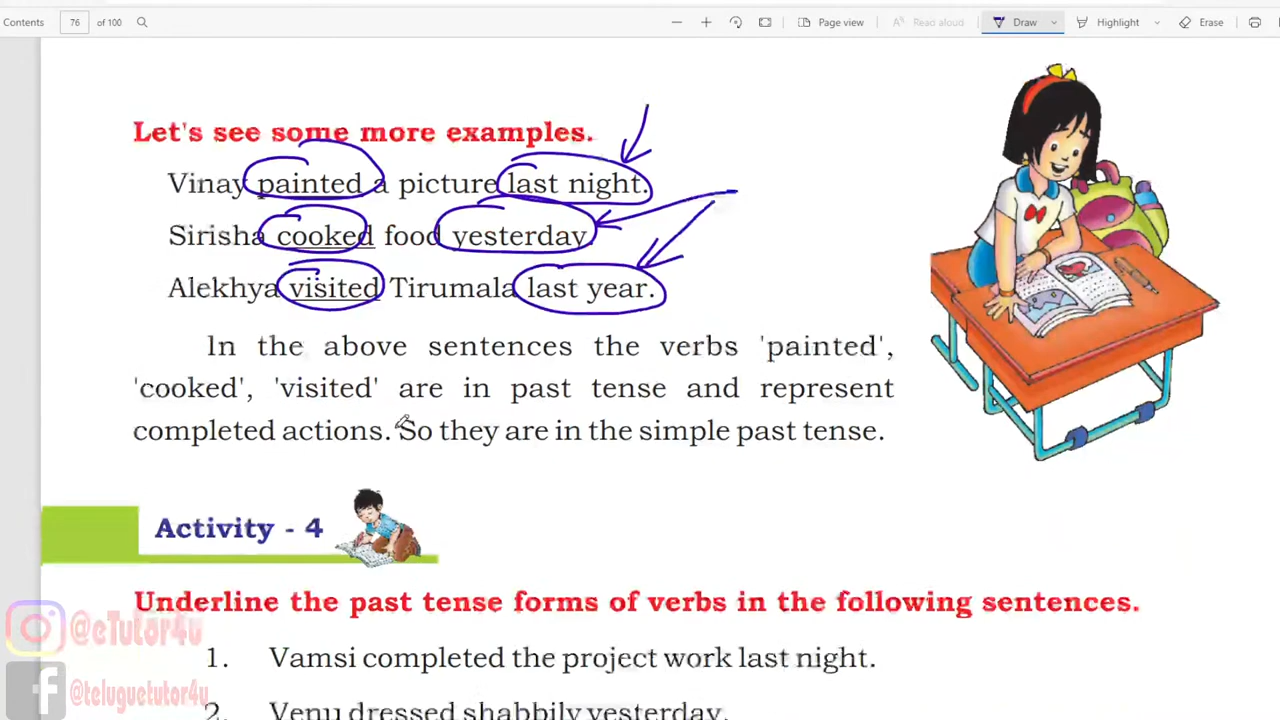 Contents 76 of 100 Page view Read aloud Draw Highlight Erase
Let's see some more examples.
Vinay painted a picture last night.
Sirisha cooked food yesterday.
Alekhya visited Tirumala last year.
In the above sentences the verbs 'painted',
'cooked', 'visited' are in past tense and represent
completed actions. So they are in the simple past tense.
Activity - 4
Underline the past tense forms of verbs in the following sentences.
@eTutor4u
1. Vamsi completed the project work last night.
@teluguetutor4u
2. Venu dressed shabbily yesterday.